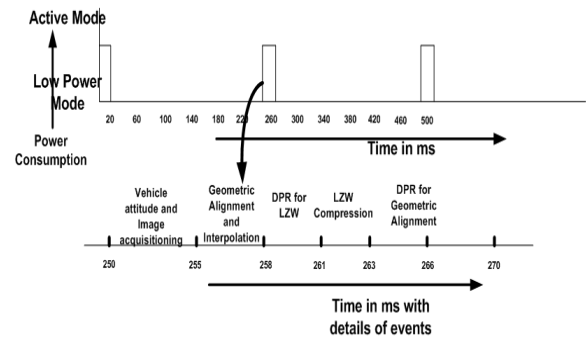 Active Mode
Low Power
Mode
Power
Consumption
20 60 100 140 180 220 260 300 340 380 420 460 500
Time in ms
Vehicle
attitude and
Image
acquisitioning
Geometric
Alignment
and
Interpolation
DPR for
LZW
LZW
Compression
DPR for
Geometric
Alignment
250 255 258 261 263 266 270
Time in ms with
details of events